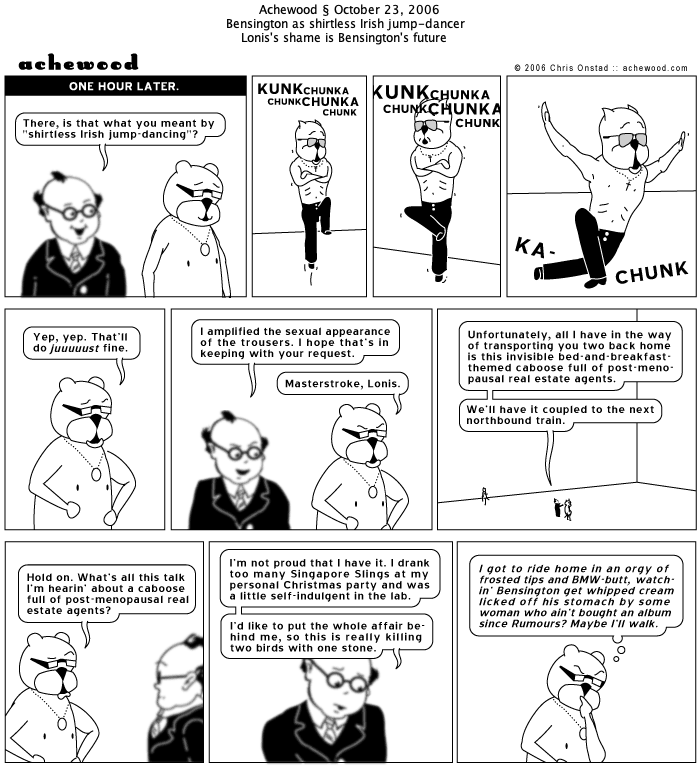 Achewood § October 23, 2006
Bensington as shirtless Irish jump-dancer
Lonis's shame is Bensington's future
achewood
© 2006 Chris Onstad :: achewood.com
ONE HOUR LATER.
There, is that what you meant by
"shirtless Irish jump-dancing"?
KUNK CHUNKA
CHUNK CHUNKA
CHUNK
KUNK CHUNKA
CHUNK CHUNKA
CHUNK
KA-
CHUNK
Yep, yep. That'll
do juuuuust fine.
I amplified the sexual appearance
of the trousers. I hope that's in
keeping with your request.
Masterstroke, Lonis.
Unfortunately, all I have in the way
of transporting you two back home
is this invisible bed-and-breakfast-
themed caboose full of post-meno-
pausal real estate agents.
We'll have it coupled to the next
northbound train.
Hold on. What's all this talk
I'm hearin' about a caboose
full of post-menopausal real
estate agents?
I'm not proud that I have it. I drank
too many Singapore Slings at my
personal Christmas party and was
a little self-indulgent in the lab.
I'd like to put the whole affair be-
hind me, so this is really killing
two birds with one stone.
I got to ride home in an orgy of
frosted tips and BMW-butt, watch-
in' Bensington get whipped cream
licked off his stomach by some
woman who ain't bought an album
since Rumours? Maybe I'll walk.